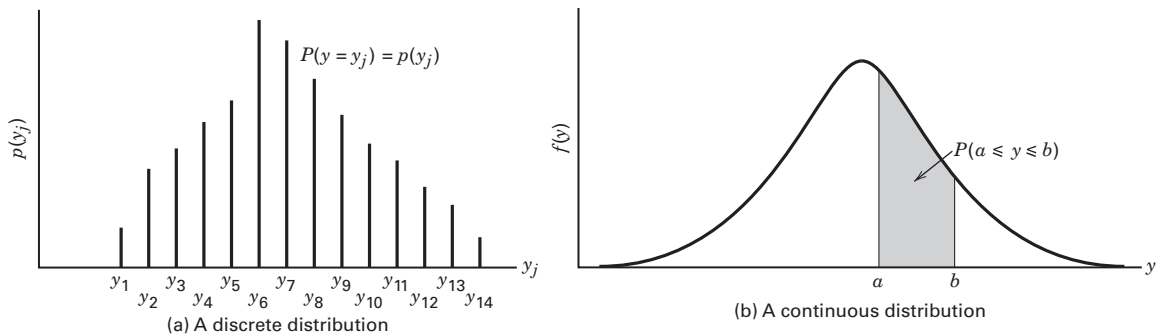 P(y = y_j) = p(y_j)
p(y_j)
y_j
y_1 y_3 y_5 y_7 y_9 y_11 y_13
y_2 y_4 y_6 y_8 y_10 y_12 y_14
(a) A discrete distribution
f(y)
P(a ⩽ y ⩽ b)
a b y
(b) A continuous distribution